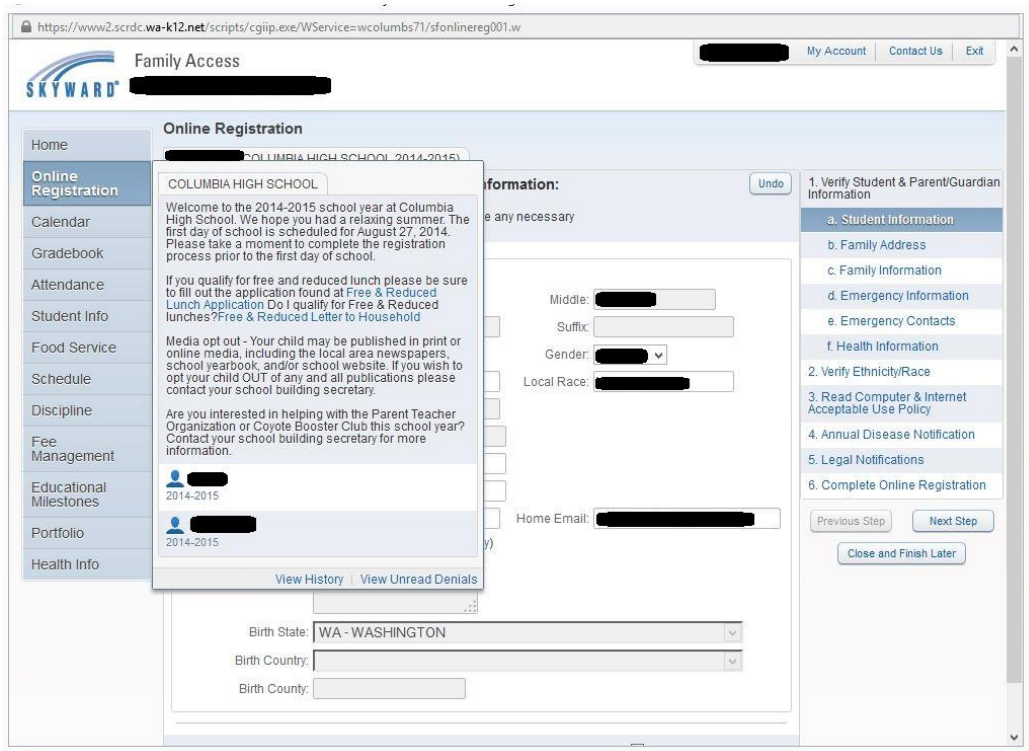 https://www2.scrdc.wa-k12.net/scripts/cgiip.exe/WService=wcolumbs71/sfonlinereg001.w
SKYWARD®
Family Access
My Account
Contact Us
Exit
Home
Online
Registration
Calendar
Gradebook
Attendance
Student Info
Food Service
Schedule
Discipline
Fee
Management
Educational
Milestones
Portfolio
Health Info
Online Registration
COLUMBIA HIGH SCHOOL 2014-2015)
COLUMBIA HIGH SCHOOL
Welcome to the 2014-2015 school year at Columbia
High School. We hope you had a relaxing summer. The
first day of school is scheduled for August 27, 2014.
Please take a moment to complete the registration
process prior to the first day of school.
If you qualify for free and reduced lunch please be sure
to fill out the application found at Free & Reduced
Lunch Application Do I qualify for Free & Reduced
lunches?Free & Reduced Letter to Household
Media opt out - Your child may be published in print or
online media, including the local area newspapers,
school yearbook, and/or school website. If you wish to
opt your child OUT of any and all publications please
contact your school building secretary.
Are you interested in helping with the Parent Teacher
Organization or Coyote Booster Club this school year?
Contact your school building secretary for more
information.
2014-2015
2014-2015
View History | View Unread Denials
formation:
Undo
e any necessary
Middle:
Suffix:
Gender:
Local Race:
Home Email:
y)
Birth State: WA - WASHINGTON
Birth Country:
Birth County:
1. Verify Student & Parent/Guardian
Information
a. Student Information
b. Family Address
c. Family Information
d. Emergency Information
e. Emergency Contacts
f. Health Information
2. Verify Ethnicity/Race
3. Read Computer & Internet
Acceptable Use Policy
4. Annual Disease Notification
5. Legal Notifications
6. Complete Online Registration
Previous Step
Next Step
Close and Finish Later